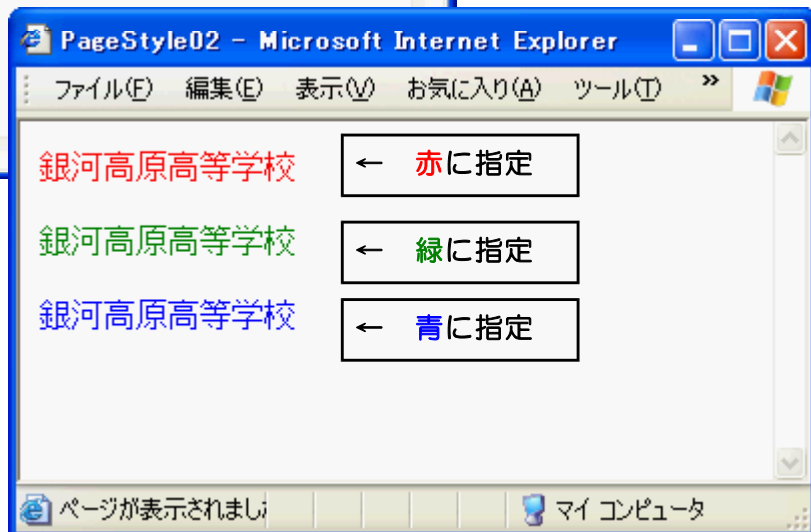 PageStyle02 - Microsoft Internet Explorer
ファイル(F) 編集(E) 表示(V) お気に入り(A) ツール(T) »
銀河高原高等学校 ← 赤に指定
銀河高原高等学校 ← 緑に指定
銀河高原高等学校 ← 青に指定
ページが表示されまし マイ コンピュータ